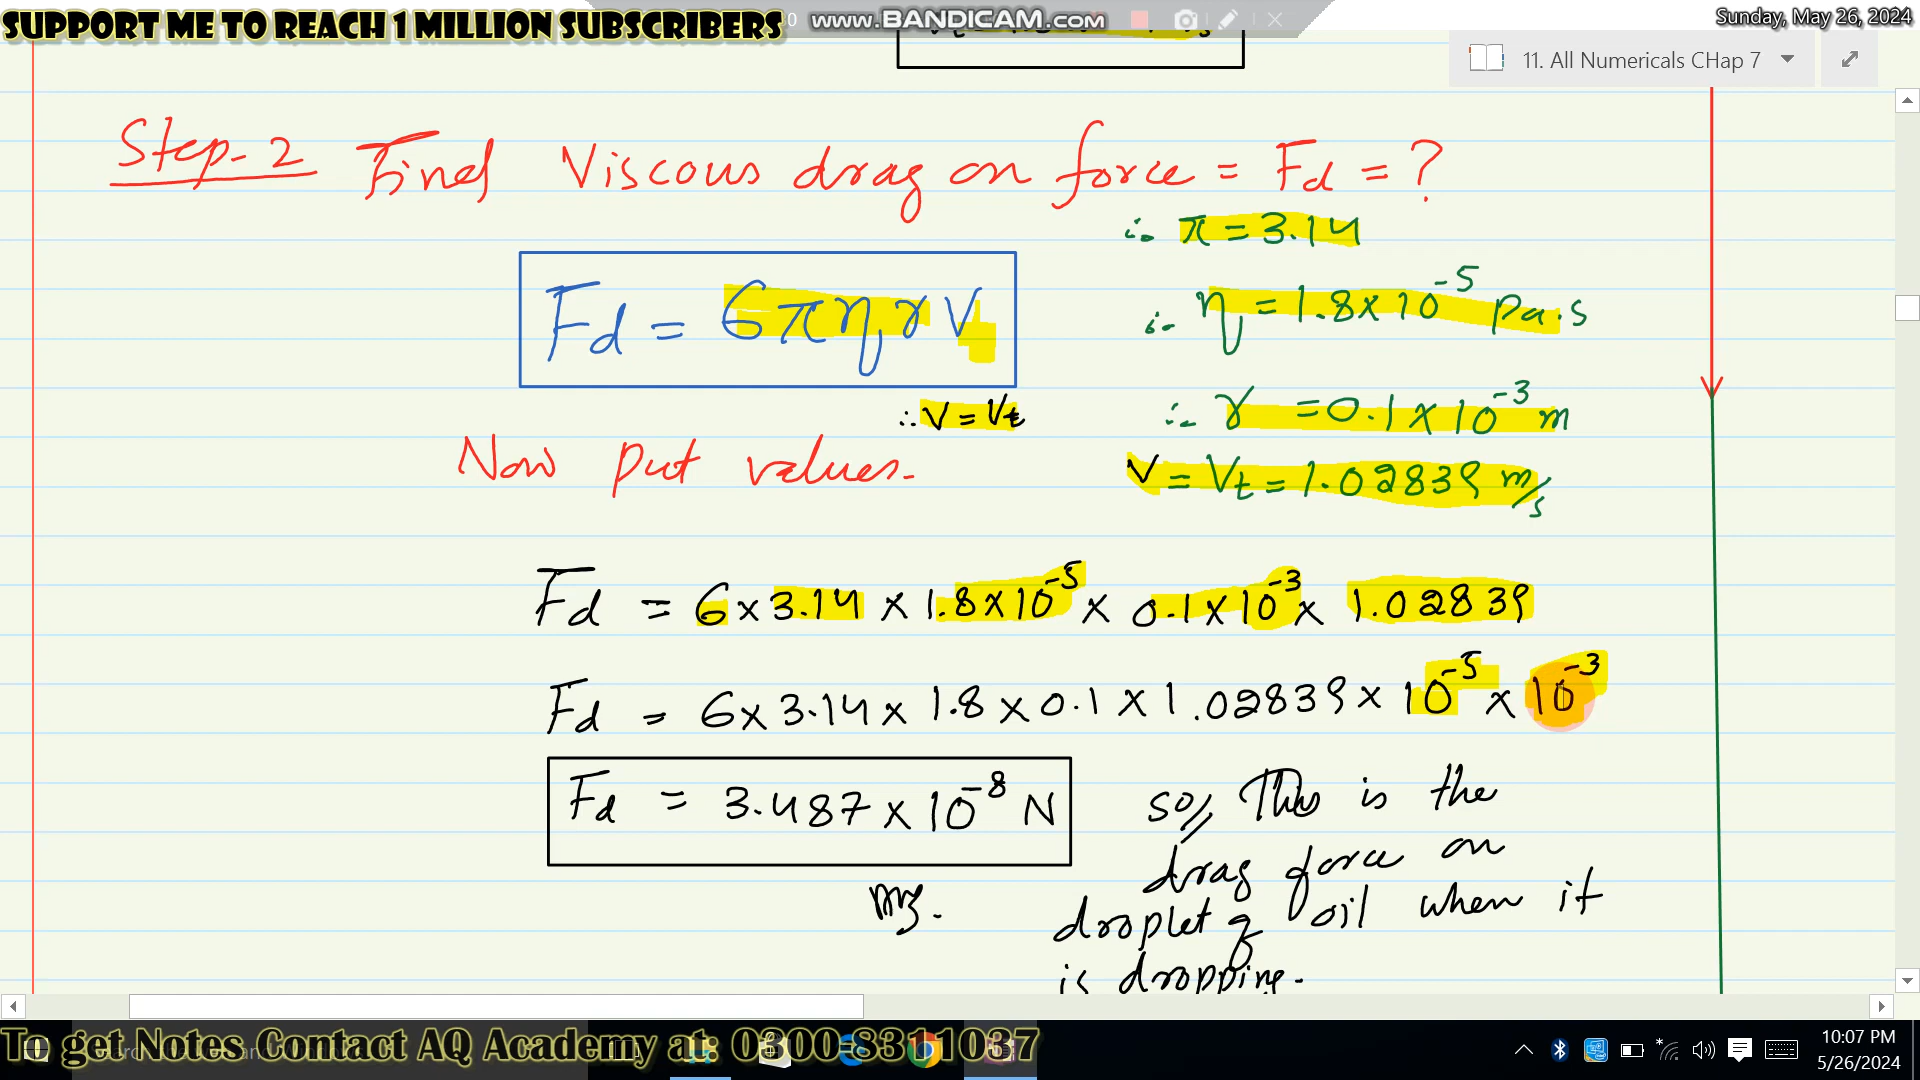 SUPPORT ME TO REACH 1 MILLION SUBSCRIBERS
www.BANDICAM.com
Sunday, May 26, 2024
11. All Numericals CHap 7
Step-2 Find Viscous drag on force = Fd = ?
∴ π = 3.14
Fd = 6πηrV
∴ η = 1.8×10⁻⁵ pa.s
∴ V = Vt
∴ r = 0.1 × 10⁻³ m
Now put values.
V = Vt = 1.02839 m/s
Fd = 6 × 3.14 × 1.8×10⁻⁵ × 0.1×10⁻³ × 1.02839
Fd = 6 × 3.14 × 1.8 × 0.1 × 1.02839 × 10⁻⁵ × 10⁻³
Fd = 3.487 × 10⁻⁸ N
so, This is the
drag force on
droplet of oil when it
is dropping.
To get Notes Contact AQ Academy at: 0300-8311037
10:07 PM
5/26/2024